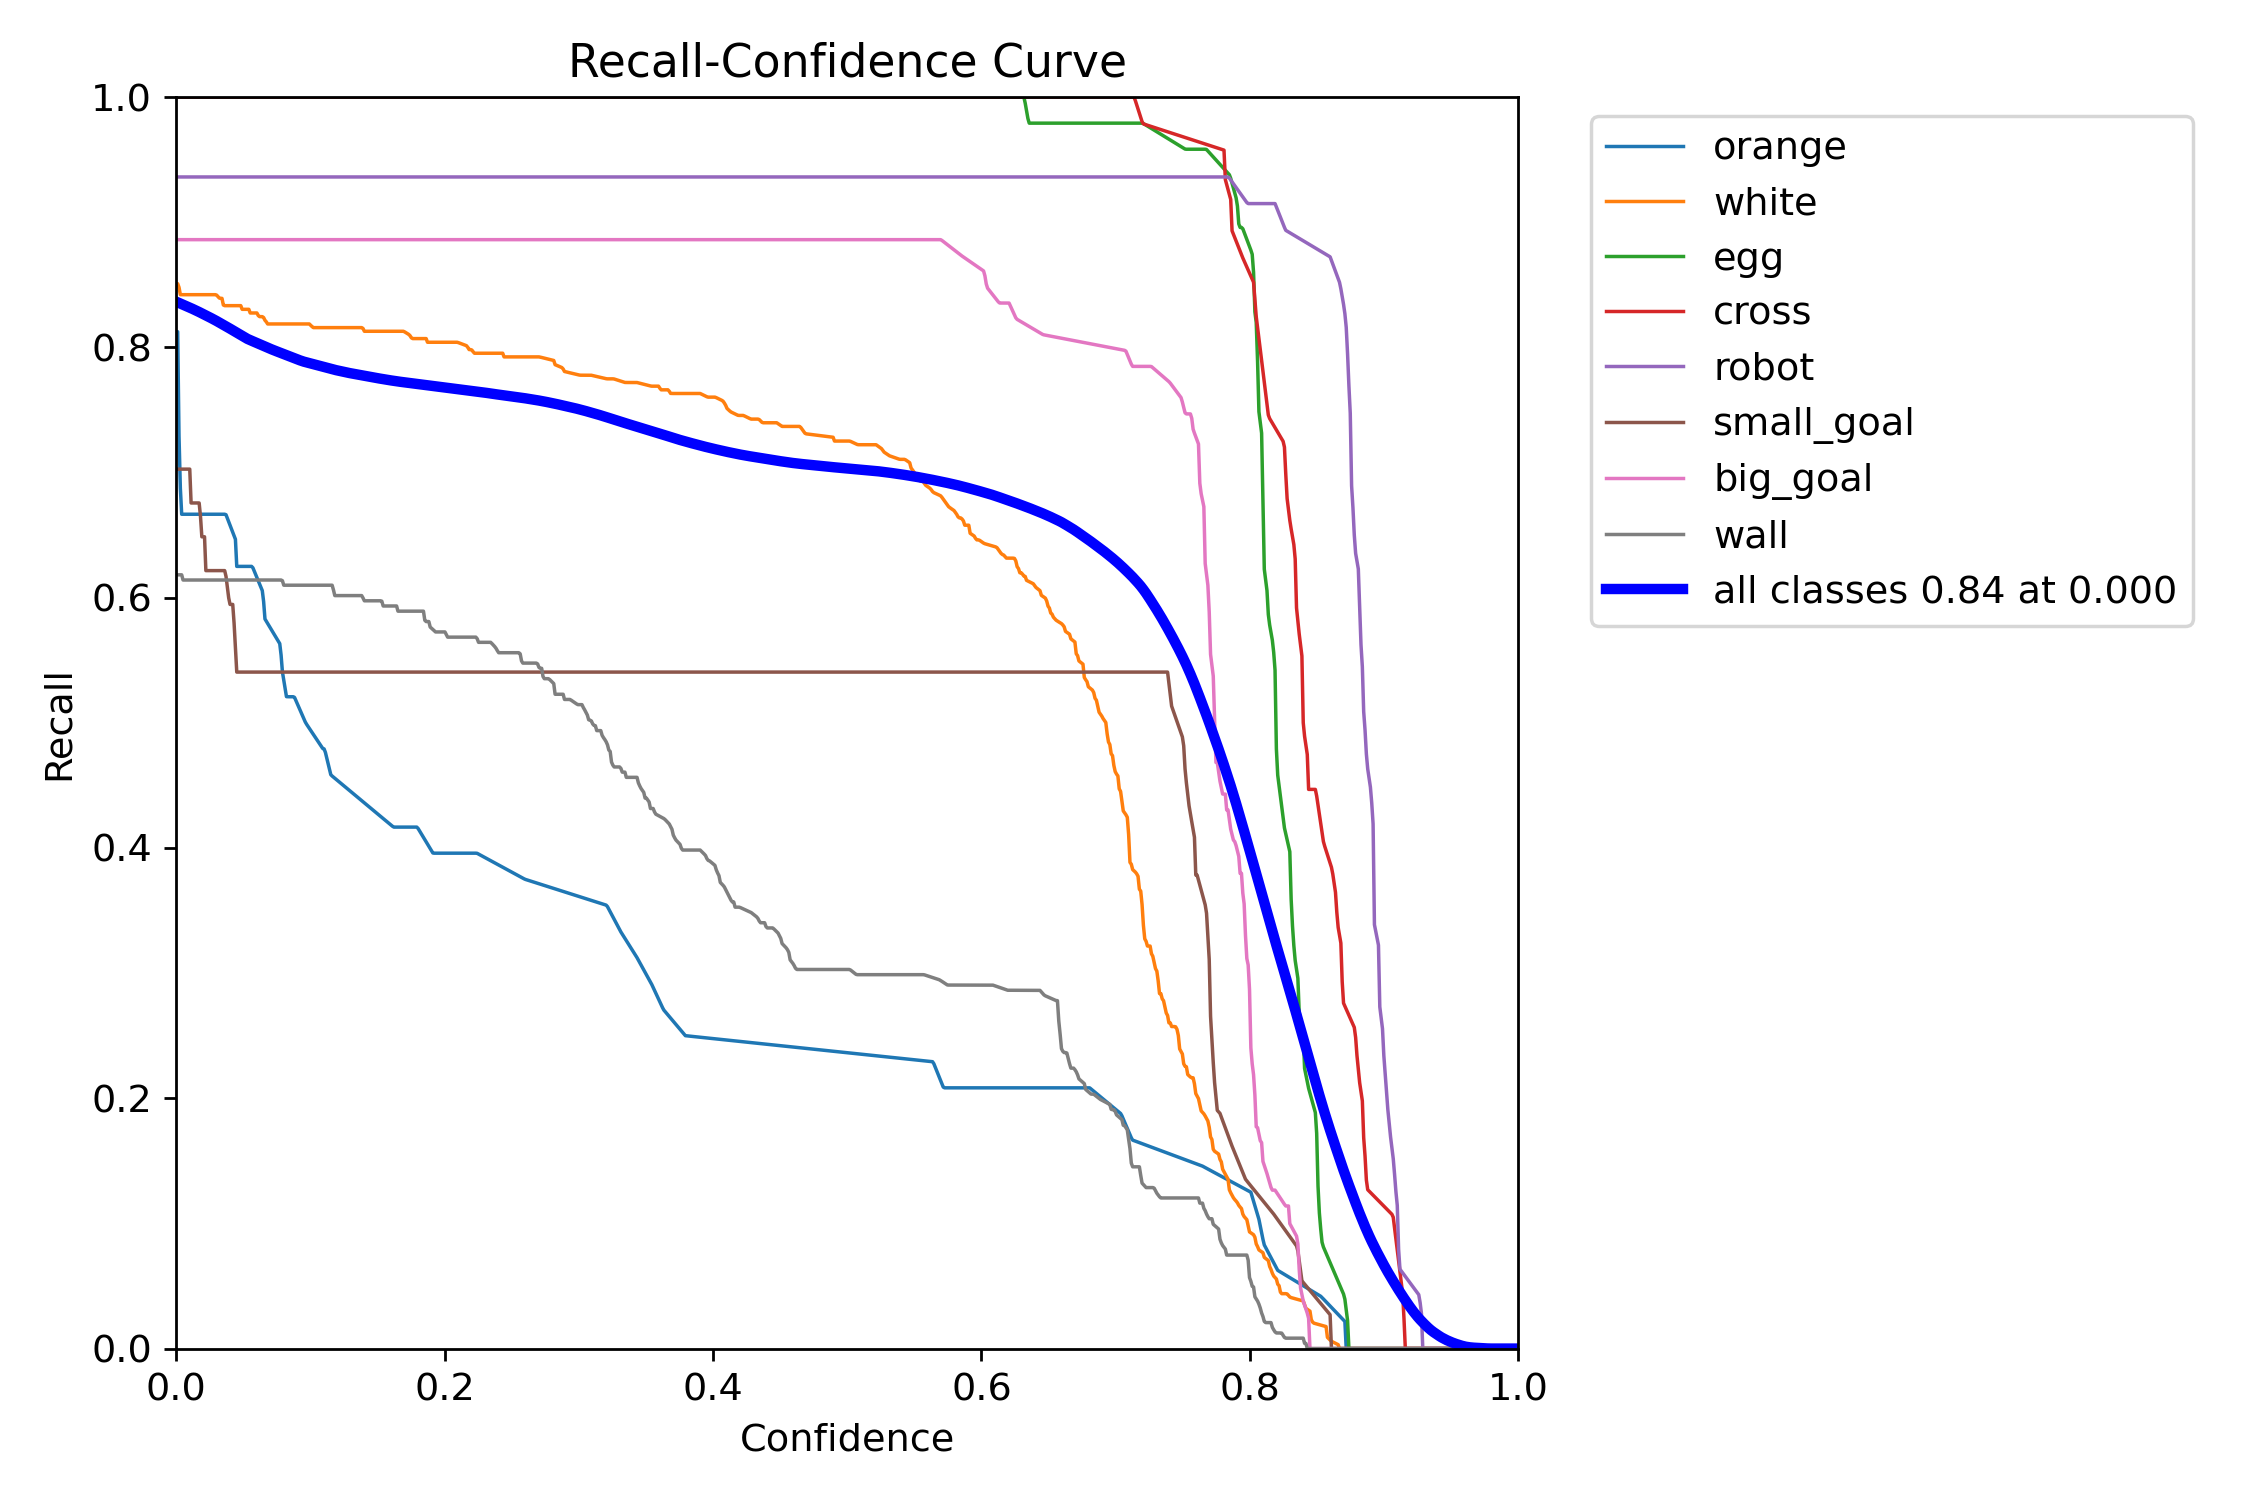 Recall-Confidence Curve
1.0
0.8
0.6
0.4
0.2
0.0
Recall
0.0 0.2 0.4 0.6 0.8 1.0
Confidence
orange
white
egg
cross
robot
small_goal
big_goal
wall
all classes 0.84 at 0.000